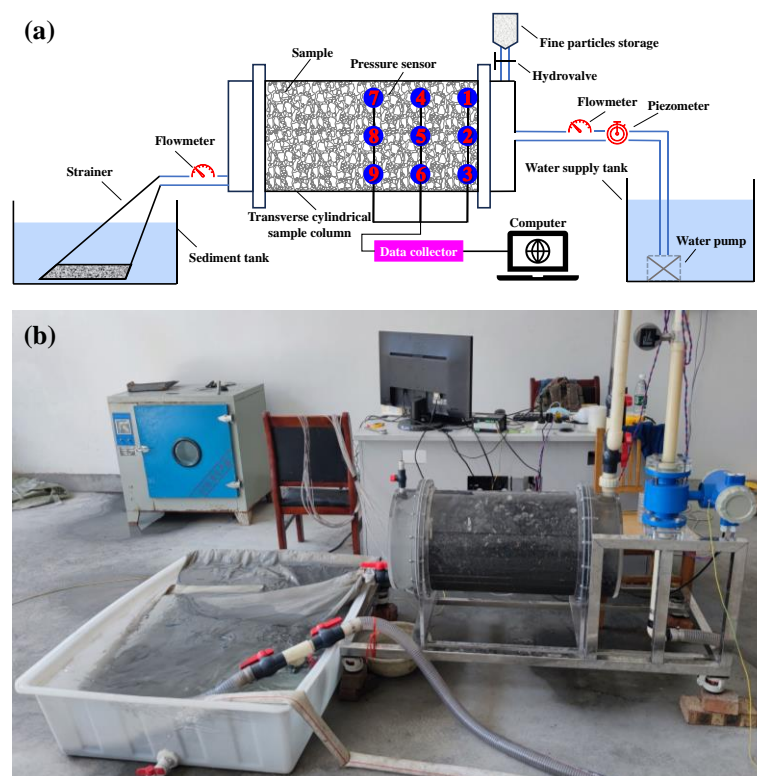 (a)
Fine particles storage
Sample
Pressure sensor
Hydrovalve
7
4
1
Flowmeter
Piezometer
8
5
2
Flowmeter
Strainer
9
6
3
Water supply tank
Transverse cylindrical
sample column
Computer
Sediment tank
Data collector
Water pump
(b)